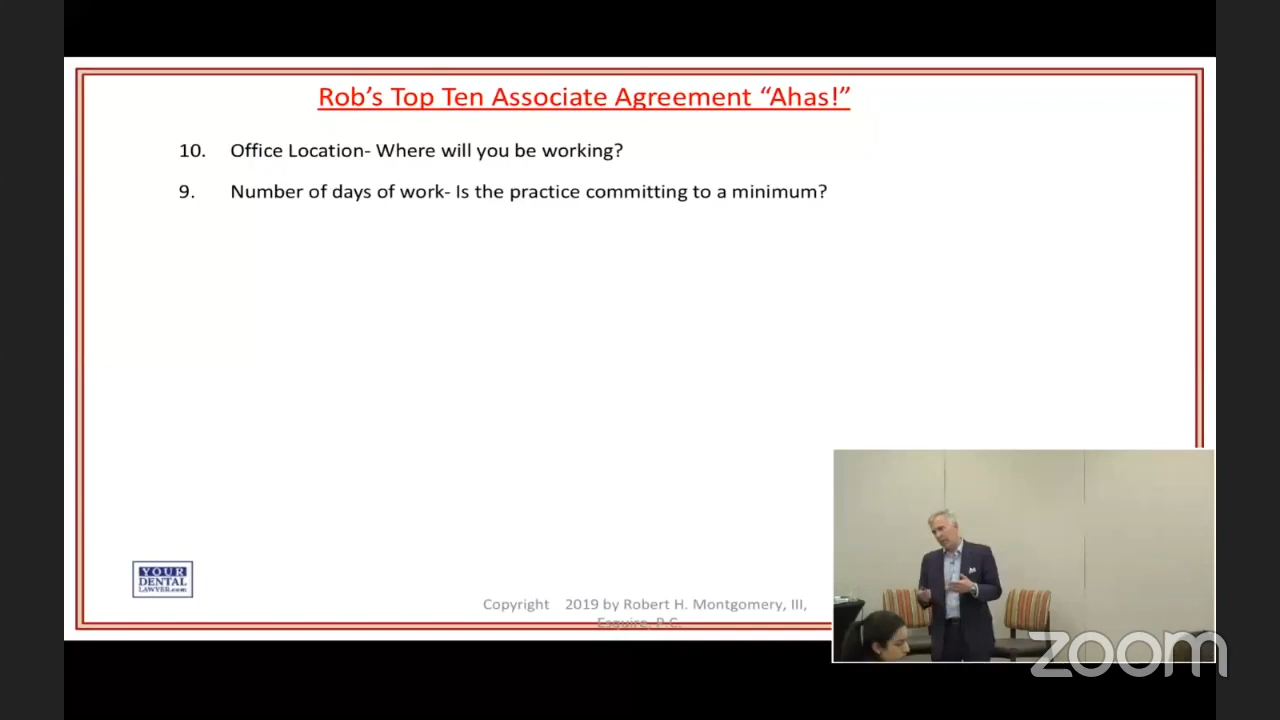 Rob's Top Ten Associate Agreement “Ahas!”
10. Office Location- Where will you be working?
9. Number of days of work- Is the practice committing to a minimum?
YOUR
DENTAL
LAWYER.com
Copyright 2019 by Robert H. Montgomery, III,
Esquire, P.C.
zoom